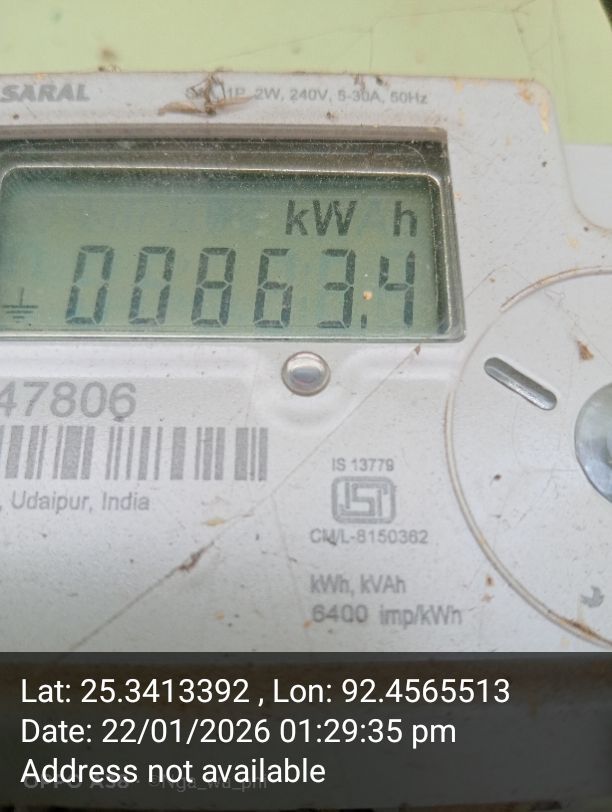 SARAL
1P, 2W, 240V, 5-30A, 50Hz
kW h
00863.4
47806
, Udaipur, India
IS 13779
ISI
CM/L-8150362
kWh, kVAh
6400 imp/kWh
Lat: 25.3413392 , Lon: 92.4565513
Date: 22/01/2026 01:29:35 pm
Address not available